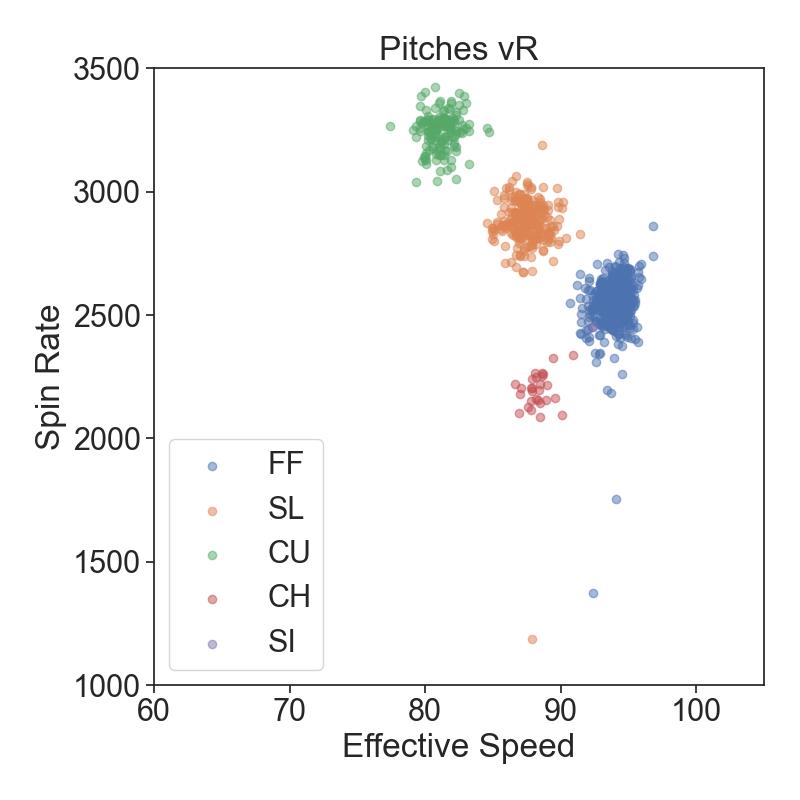 Pitches vR
3500
3000
2500
2000
1500
1000
Spin Rate
FF
SL
CU
CH
SI
60 70 80 90 100
Effective Speed